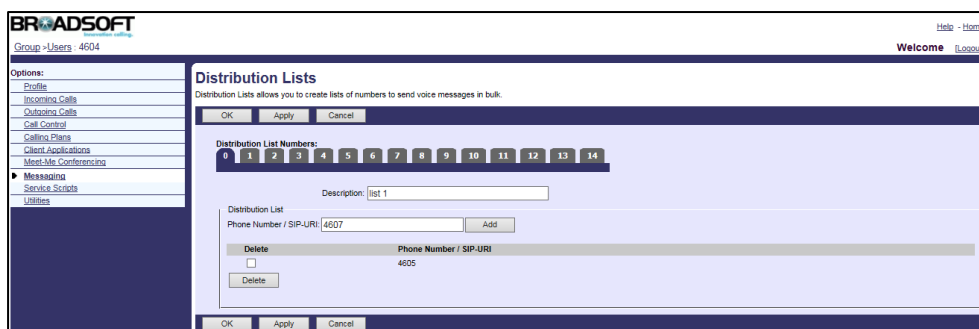 BROADSOFT
Innovation calling.
Help - Hom
Group >Users : 4604
Welcome [Logou
Options:
Profile
Incoming Calls
Outgoing Calls
Call Control
Calling Plans
Client Applications
Meet-Me Conferencing
Messaging
Service Scripts
Utilities
Distribution Lists
Distribution Lists allows you to create lists of numbers to send voice messages in bulk.
OK Apply Cancel
Distribution List Numbers:
0 1 2 3 4 5 6 7 8 9 10 11 12 13 14
Description: list 1
Distribution List
Phone Number / SIP-URI: 4607 Add
Delete Phone Number / SIP-URI
4605
Delete
OK Apply Cancel